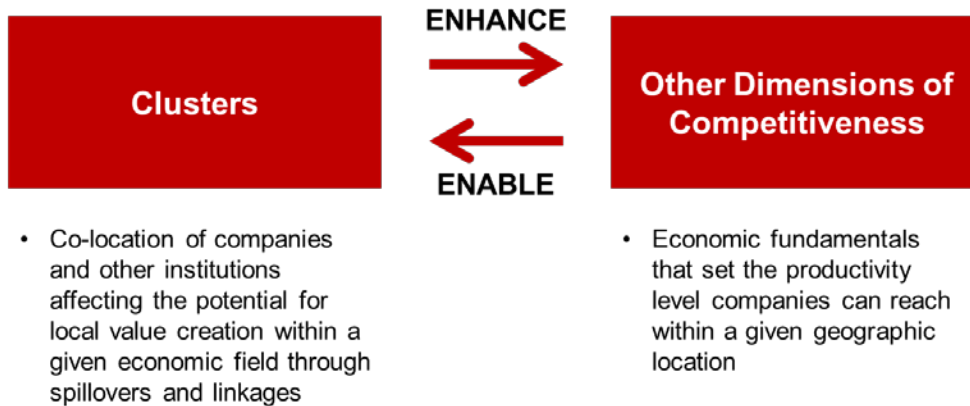 ENHANCE
Clusters
Other Dimensions of
Competitiveness
ENABLE
• Co-location of companies
and other institutions
affecting the potential for
local value creation within a
given economic field through
spillovers and linkages
• Economic fundamentals
that set the productivity
level companies can reach
within a given geographic
location